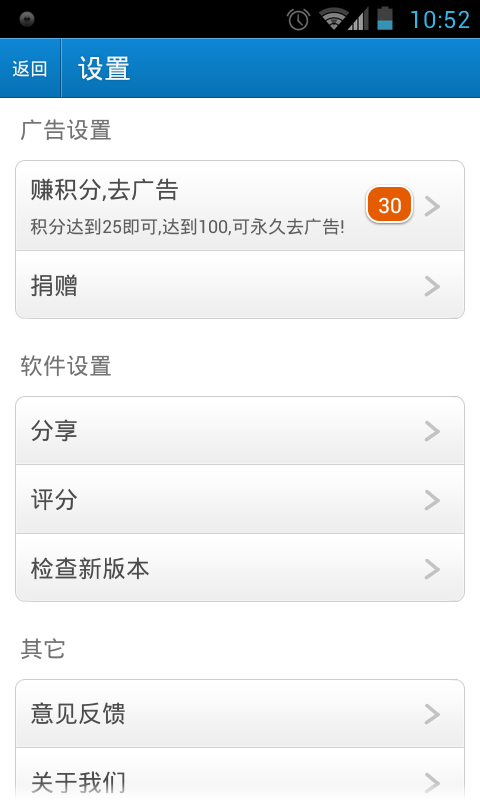 10:52
返回
设置
广告设置
赚积分,去广告
积分达到25即可,达到100,可永久去广告!
30
捐赠
软件设置
分享
评分
检查新版本
其它
意见反馈
关于我们